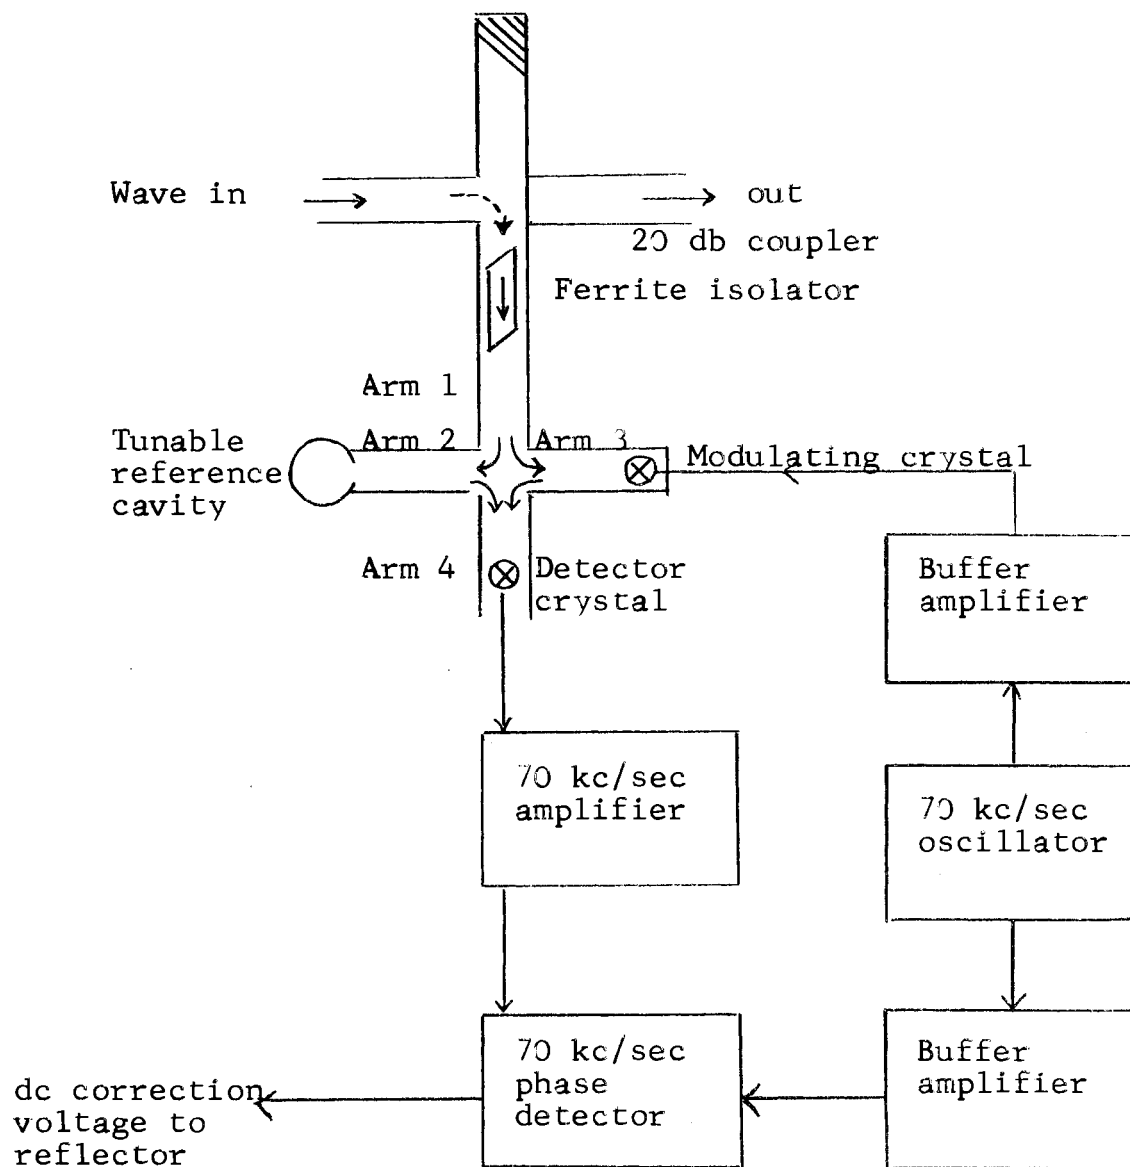 Wave in
out
20 db coupler
Ferrite isolator
Arm 1
Tunable
reference
cavity
Arm 2
Arm 3
Modulating crystal
Arm 4
Detector
crystal
Buffer
amplifier
70 kc/sec
amplifier
70 kc/sec
oscillator
70 kc/sec
phase
detector
Buffer
amplifier
dc correction
voltage to
reflector